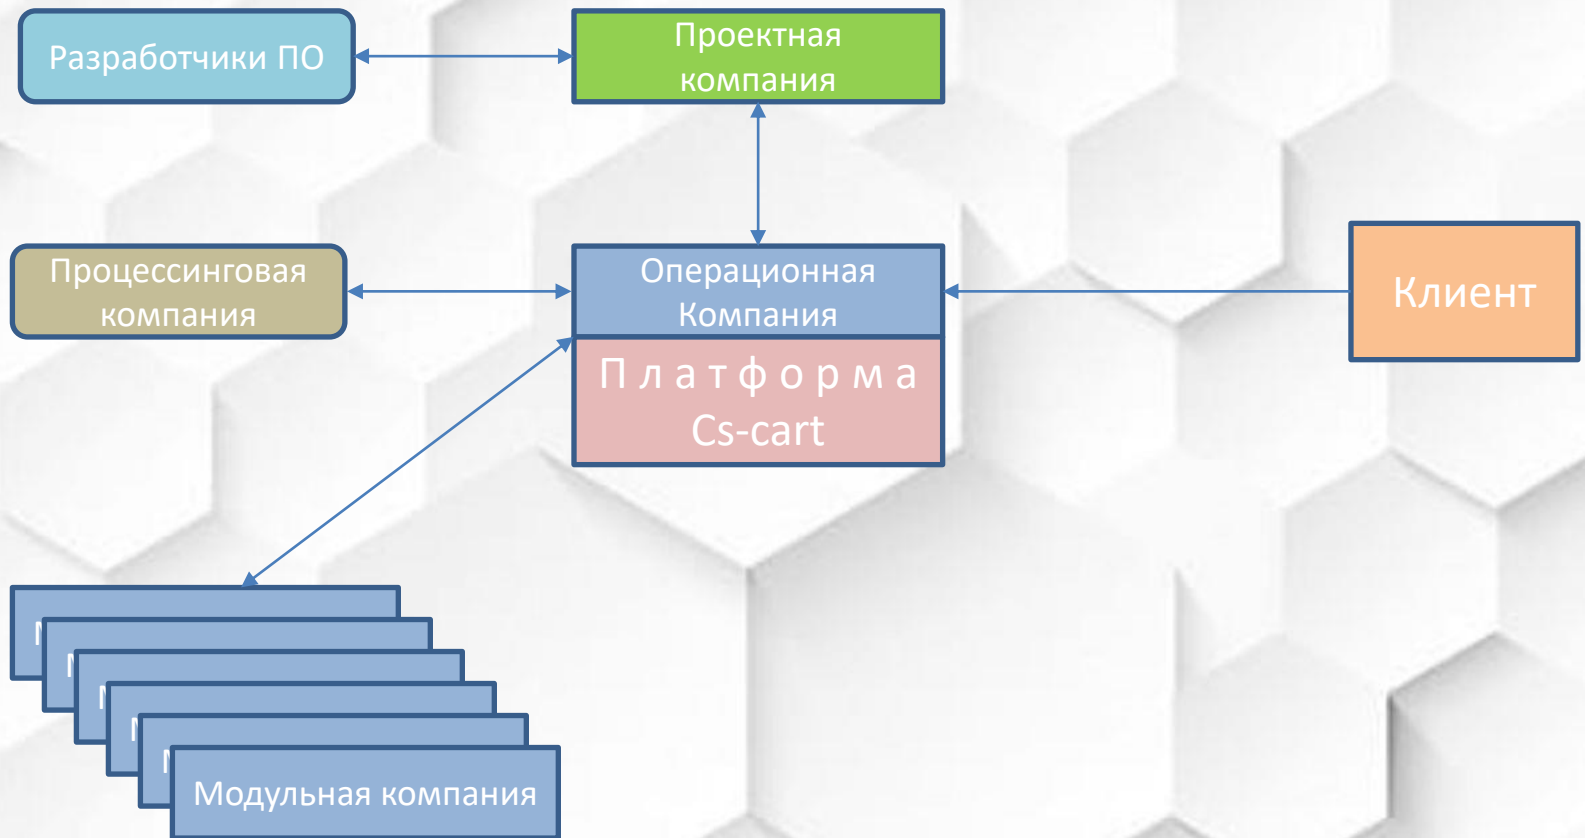 Разработчики ПО
Проектная
компания
Процессинговая
компания
Операционная
Компания
Клиент
П л а т ф о р м а
Cs-cart
Модульная компания